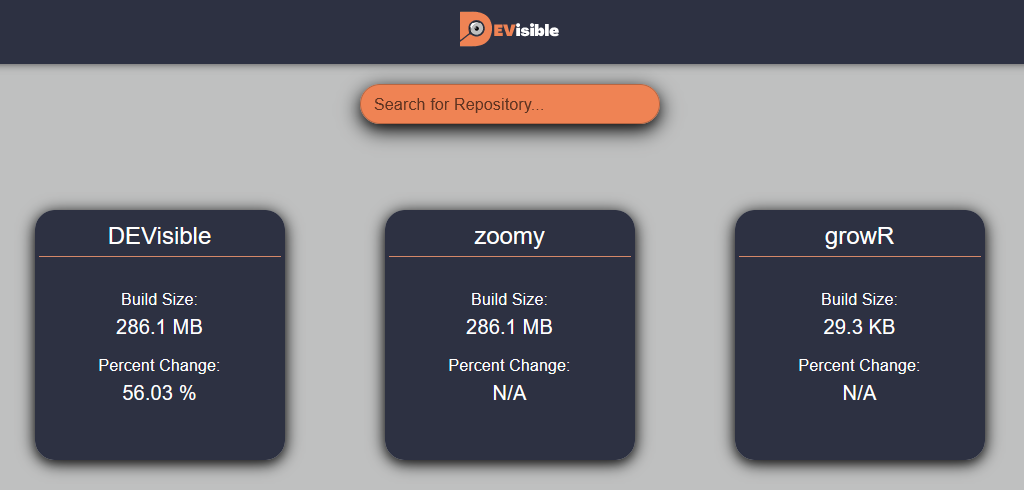 DEVisible
Search for Repository...
DEVisible
Build Size:
286.1 MB
Percent Change:
56.03 %
zoomy
Build Size:
286.1 MB
Percent Change:
N/A
growR
Build Size:
29.3 KB
Percent Change:
N/A